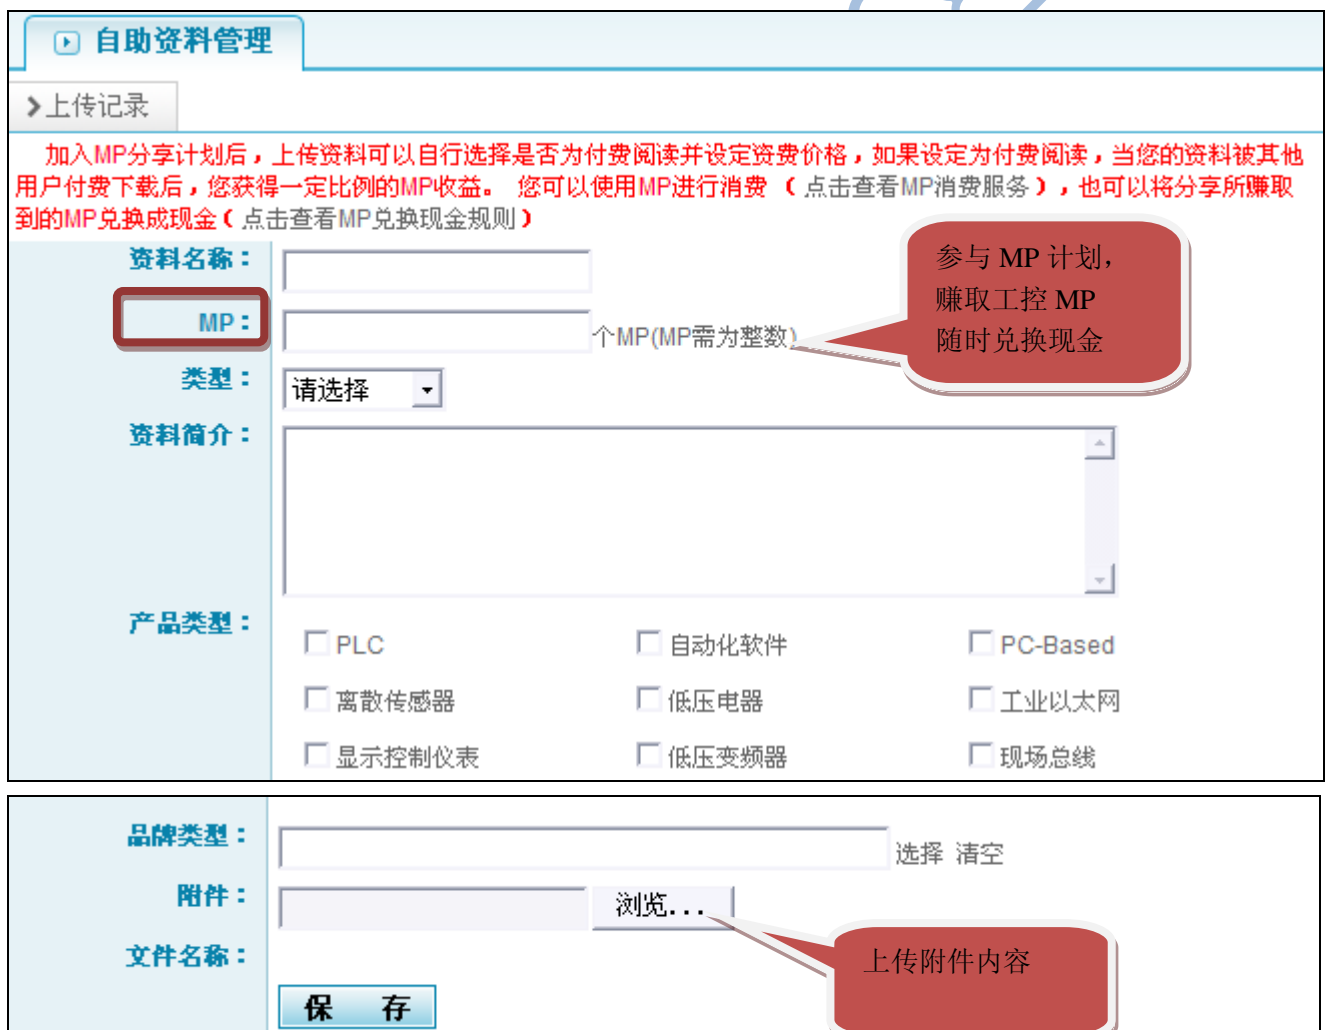 自助资料管理
上传记录
加入MP分享计划后，上传资料可以自行选择是否为付费阅读并设定资费价格，如果设定为付费阅读，当您的资料被其他
用户付费下载后，您获得一定比例的MP收益。 您可以使用MP进行消费 （ 点击查看MP消费服务 ），也可以将分享所赚取
到的MP兑换成现金（ 点击查看MP兑换现金规则 ）
资料名称：
MP：
个MP(MP需为整数)
参与 MP 计划，
赚取工控 MP
随时兑换现金
类型：
请选择
资料简介：
产品类型：
PLC
自动化软件
PC-Based
离散传感器
低压电器
工业以太网
显示控制仪表
低压变频器
现场总线
品牌类型：
选择 清空
附件：
浏览...
文件名称：
上传附件内容
保 存